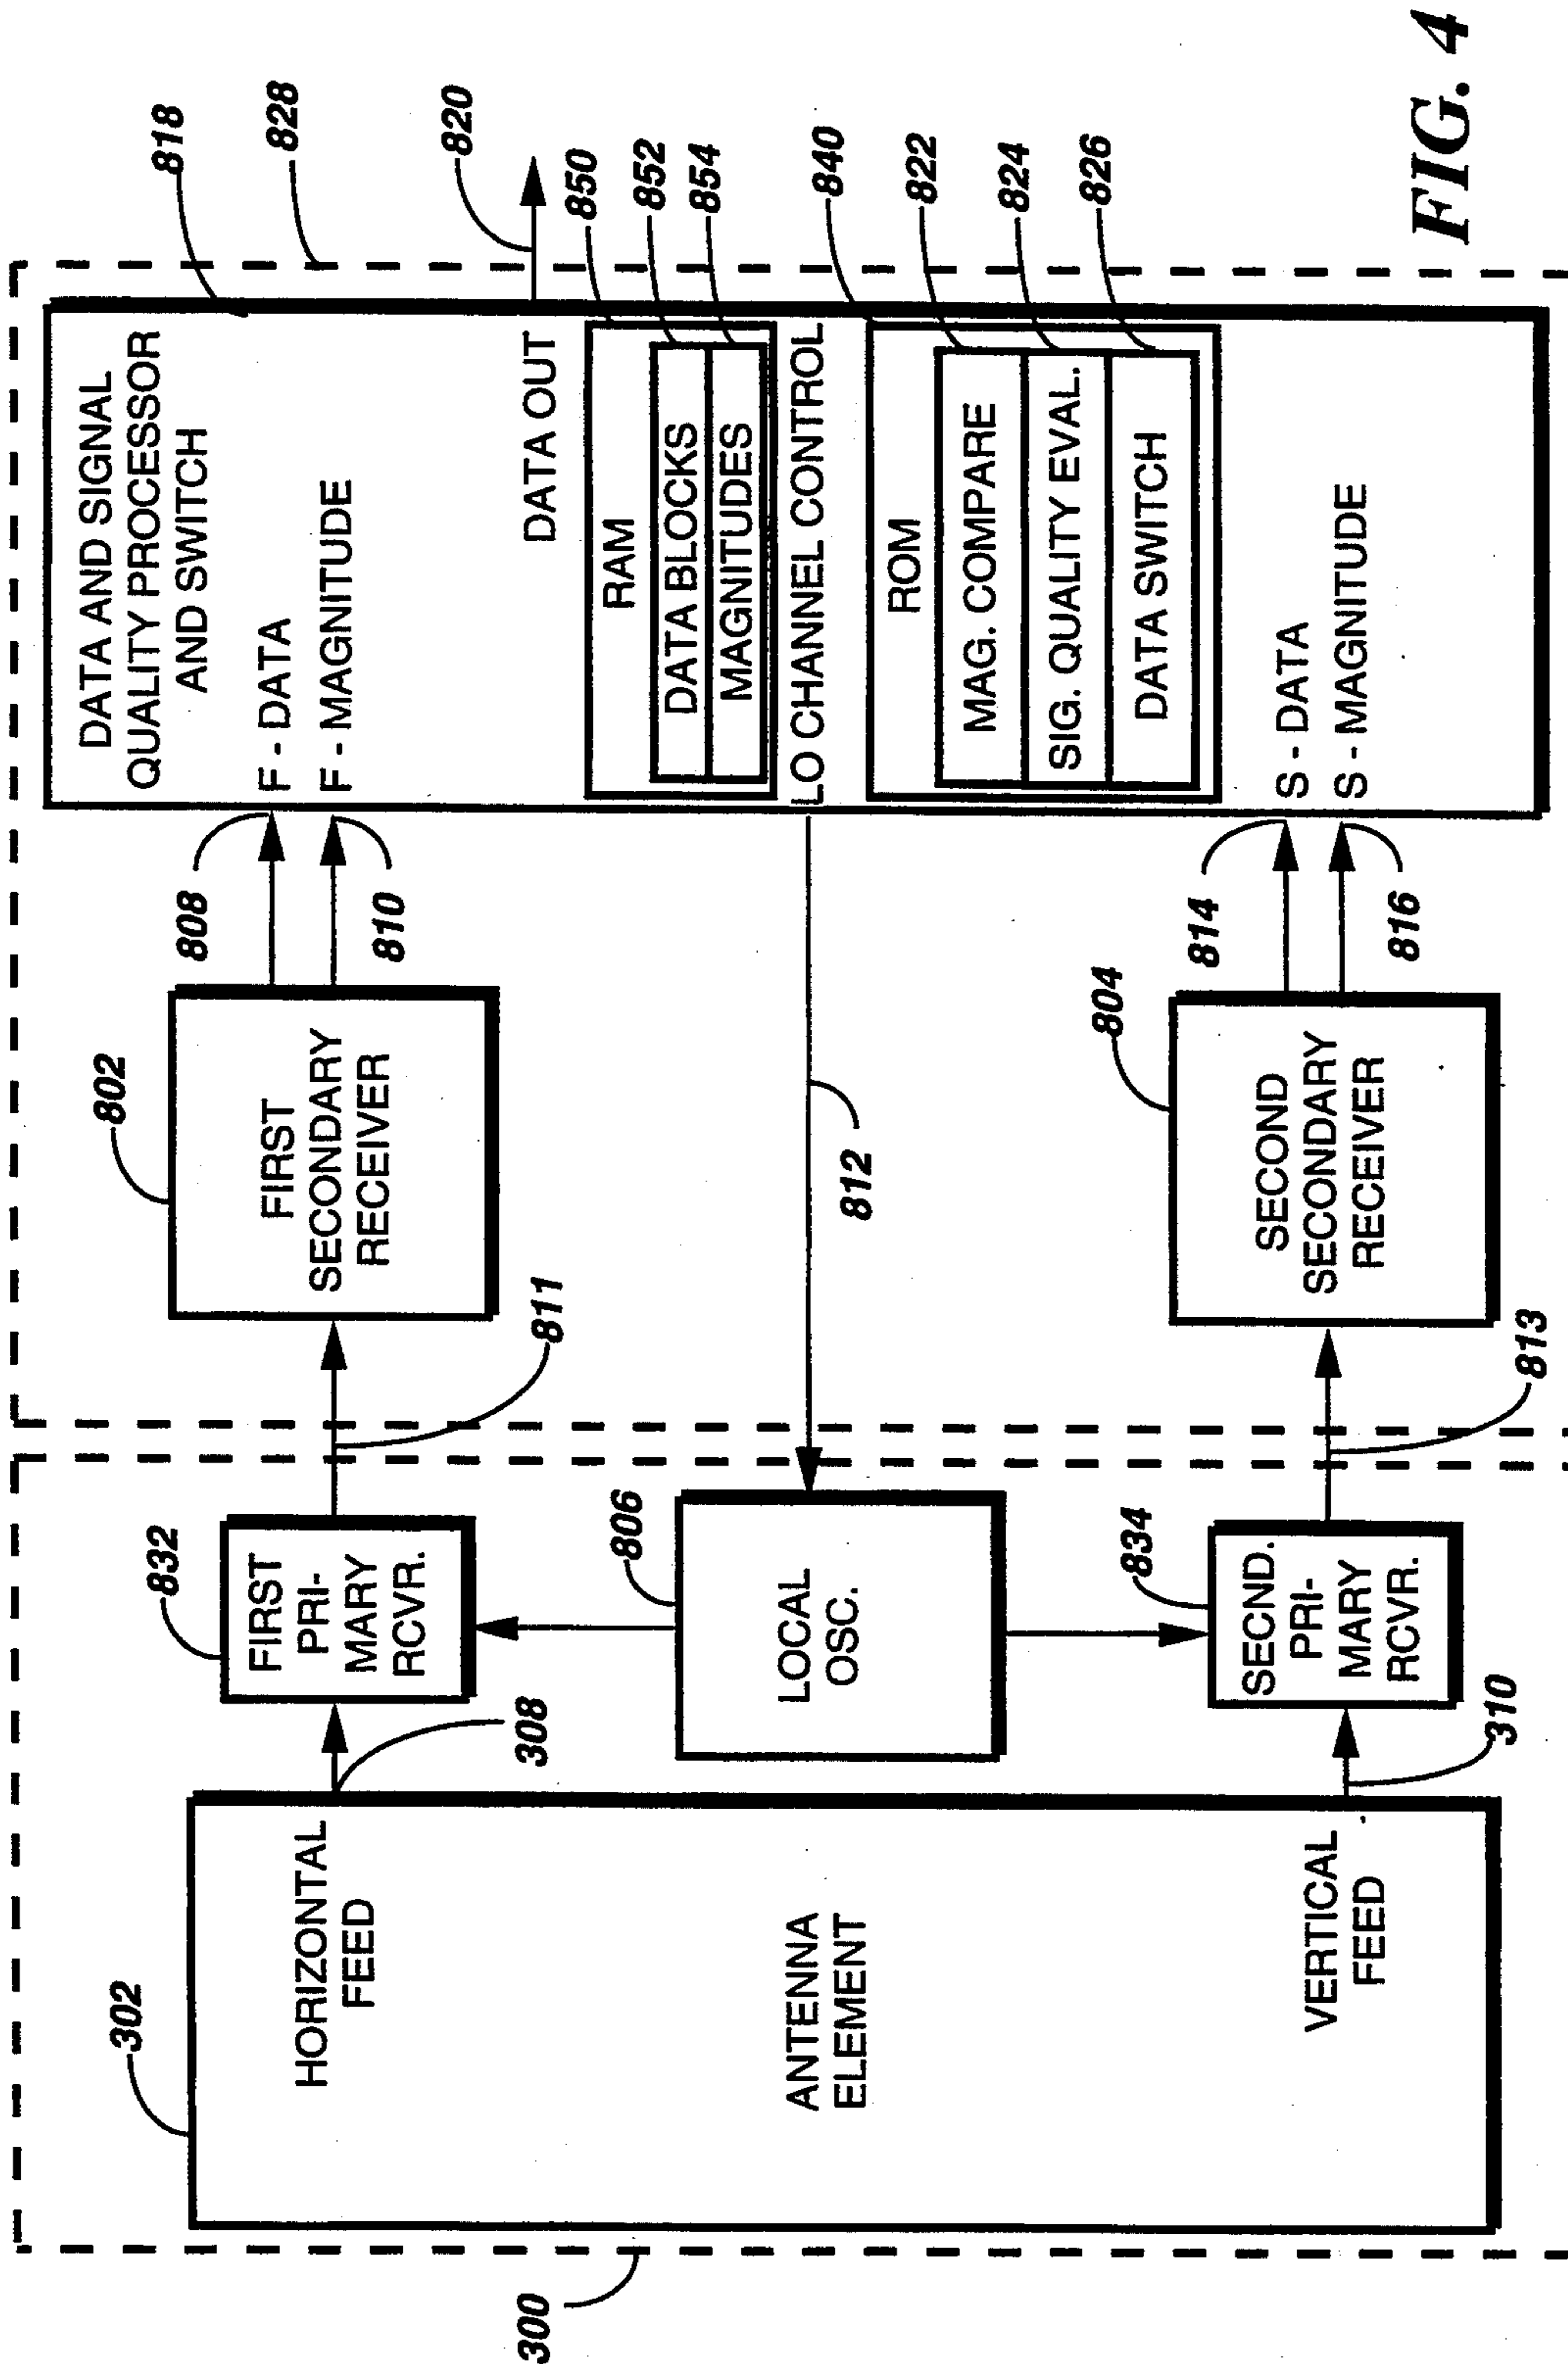 300
302
HORIZONTAL
FEED
ANTENNA
ELEMENT
VERTICAL
FEED
308
310
832
FIRST
PRI-
MARY
RCVR.
806
LOCAL
OSC.
834
SECND.
PRI-
MARY
RCVR.
811
813
812
802
FIRST
SECONDARY
RECEIVER
804
SECOND
SECONDARY
RECEIVER
808
810
814
816
DATA AND SIGNAL
QUALITY PROCESSOR
AND SWITCH
F - DATA
F - MAGNITUDE
DATA OUT
RAM
DATA BLOCKS
MAGNITUDES
LO CHANNEL CONTROL
ROM
MAG. COMPARE
SIG. QUALITY EVAL.
DATA SWITCH
S - DATA
S - MAGNITUDE
818
828
820
850
852
854
840
822
824
826
FIG. 4